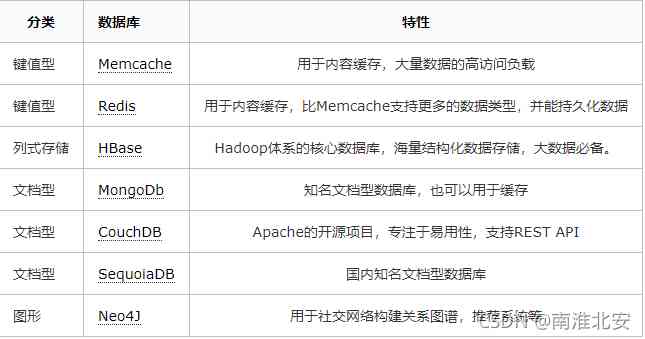 分类 数据库 特性
键值型 Memcache 用于内容缓存，大量数据的高访问负载
键值型 Redis 用于内容缓存，比Memcache支持更多的数据类型，并能持久化数据
列式存储 HBase Hadoop体系的核心数据库，海量结构化数据存储，大数据必备。
文档型 MongoDb 知名文档型数据库，也可以用于缓存
文档型 CouchDB Apache的开源项目，专注于易用性，支持REST API
文档型 SequoiaDB 国内知名文档型数据库
图形 Neo4J 用于社交网络构建关系图谱，推荐系统等
CSDN @南淮北安